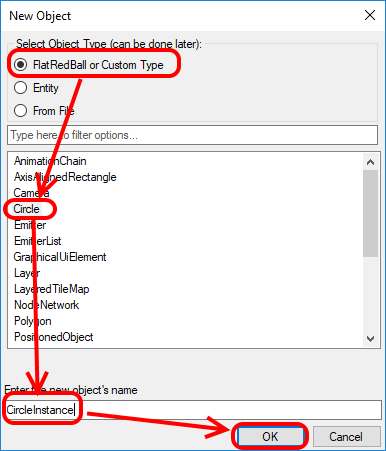 New Object
Select Object Type (can be done later):
FlatRedBall or Custom Type
Entity
From File
Type here to filter options...
AnimationChain
AxisAlignedRectangle
Camera
Circle
Emitter
EmitterList
GraphicalUiElement
Layer
LayeredTileMap
NodeNetwork
Polygon
PositionedObject
Enter the new object's name
CircleInstance
OK
Cancel